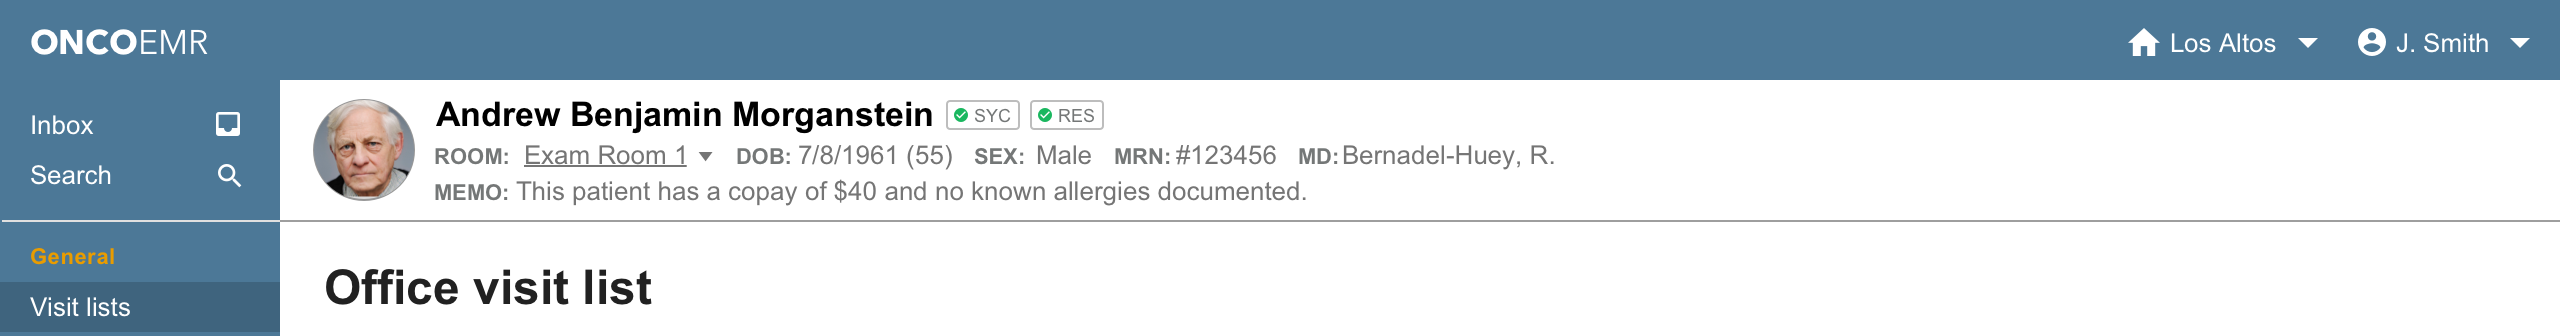 ONCOEMR
Los Altos
J. Smith
Inbox
Search
General
Visit lists
Andrew Benjamin Morganstein SYC RES
ROOM: Exam Room 1 DOB: 7/8/1961 (55) SEX: Male MRN: #123456 MD: Bernadel-Huey, R.
MEMO: This patient has a copay of $40 and no known allergies documented.
Office visit list